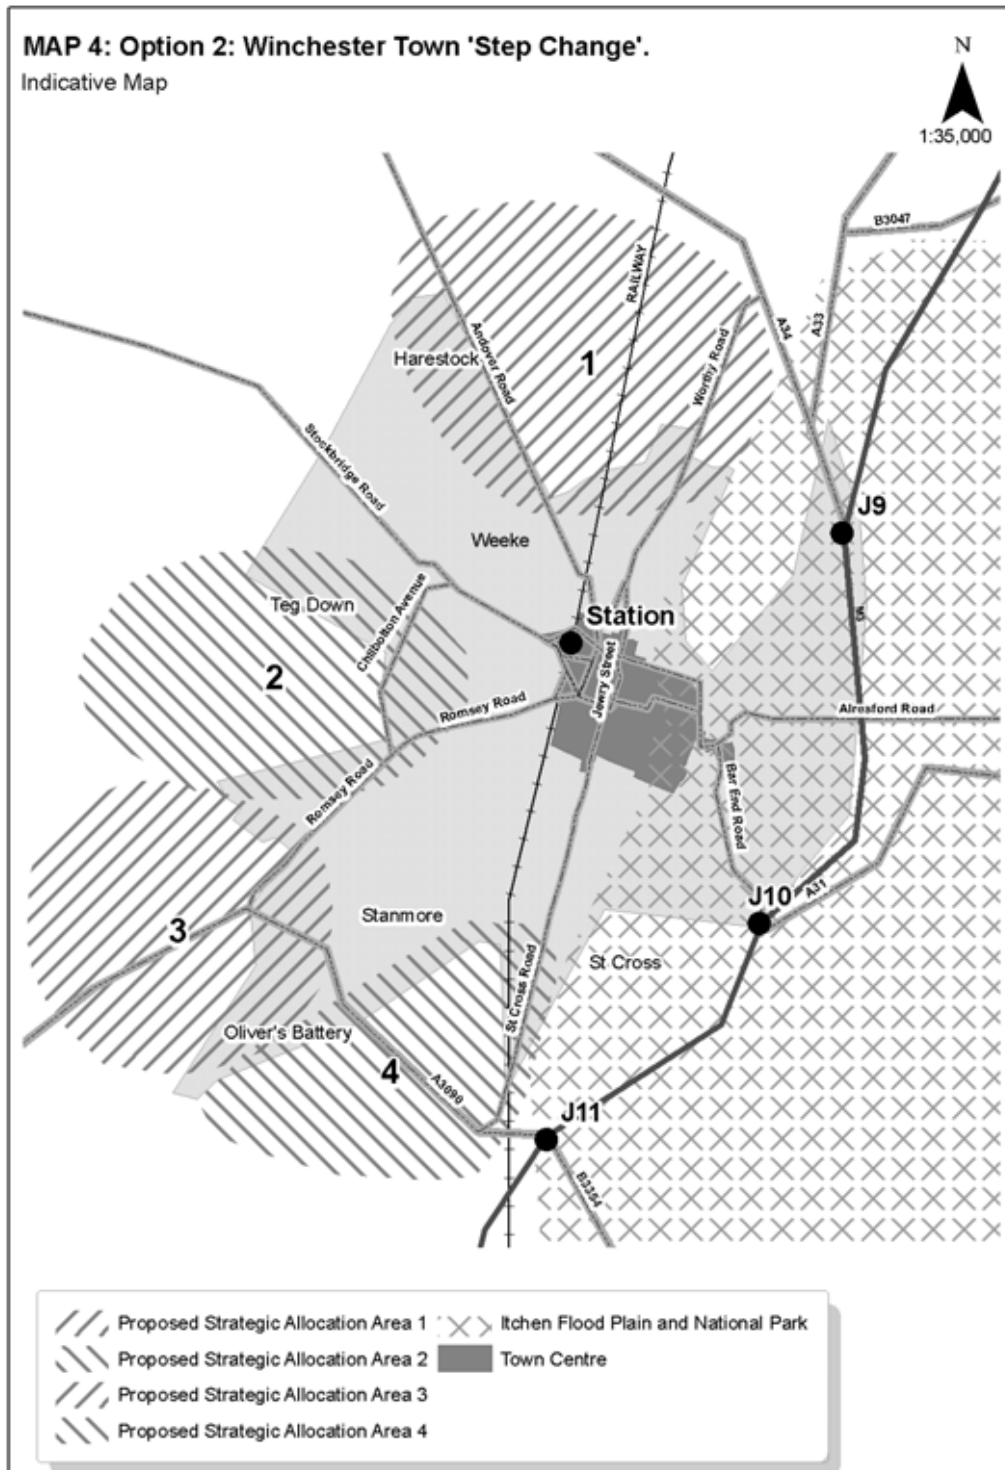 MAP 4: Option 2: Winchester Town 'Step Change'.
Indicative Map
N
1:35,000
B3047
RAILWAY
A34
A33
Andover Road
Harestock
1
Worthy Road
Stockbridge Road
J9
Weeke
Teg Down
Chilbolton Avenue
Station
2
Jewry Street
Romsey Road
Alresford Road
Romsey Road
Bar End Road
A31
J10
Stanmore
3
St Cross
St Cross Road
Oliver's Battery
4
A3090
J11
B3354
Proposed Strategic Allocation Area 1
Itchen Flood Plain and National Park
Proposed Strategic Allocation Area 2
Town Centre
Proposed Strategic Allocation Area 3
Proposed Strategic Allocation Area 4